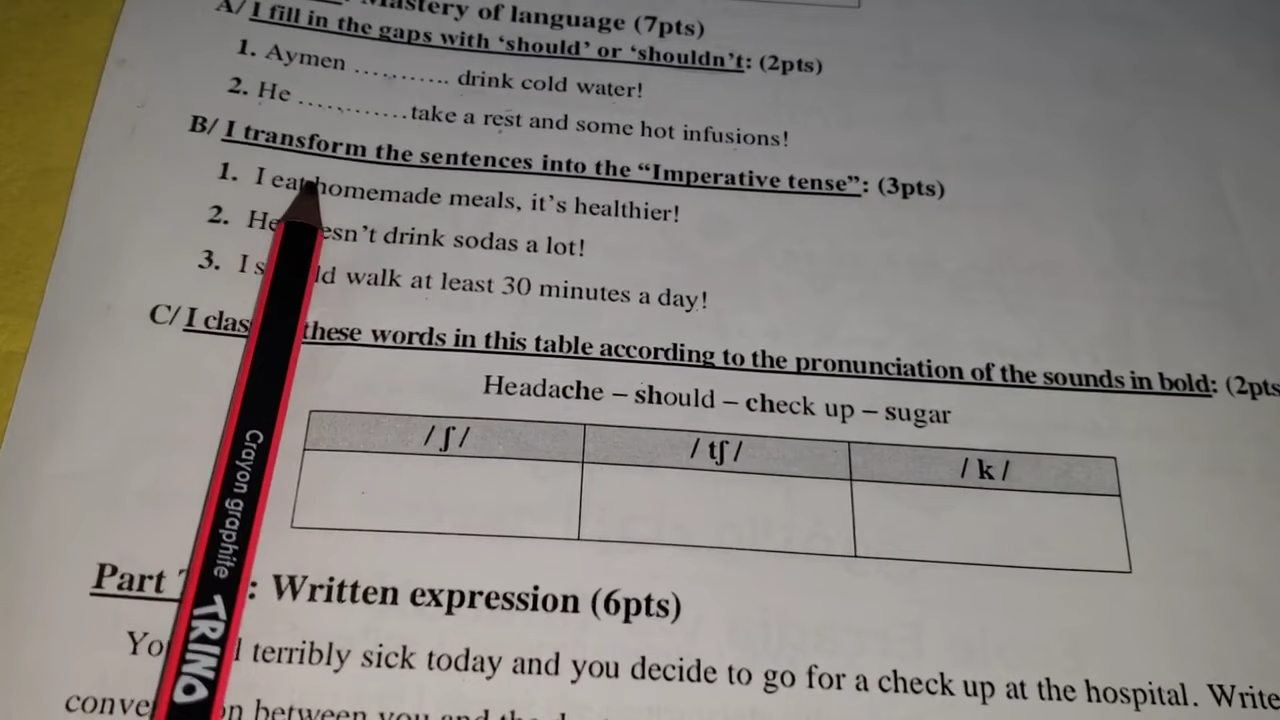 Mastery of language (7pts)
A/ I fill in the gaps with ‘should’ or ‘shouldn’t: (2pts)
1. Aymen ........... drink cold water!
2. He ............take a rest and some hot infusions!
B/ I transform the sentences into the “Imperative tense”: (3pts)
1. I eat homemade meals, it’s healthier!
2. He esn’t drink sodas a lot!
3. I s ld walk at least 30 minutes a day!
C/ I clas these words in this table according to the pronunciation of the sounds in bold: (2pts
Headache – should – check up – sugar
/ ʃ / / tʃ / / k /
Part : Written expression (6pts)
Yo l terribly sick today and you decide to go for a check up at the hospital. Write
conve on between you and the
Crayon graphite TRINO